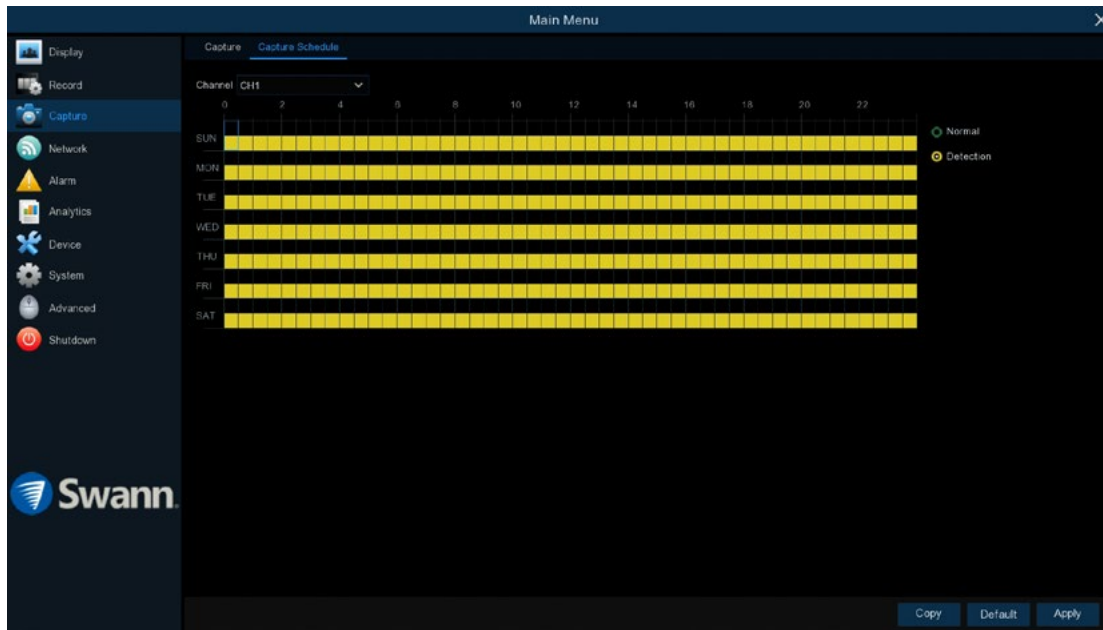 Main Menu
Display
Record
Capture
Network
Alarm
Analytics
Device
System
Advanced
Shutdown
Swann.
Capture Capture Schedule
Channel CH1
0 2 4 6 8 10 12 14 16 18 20 22
SUN
MON
TUE
WED
THU
FRI
SAT
Normal
Detection
Copy Default Apply